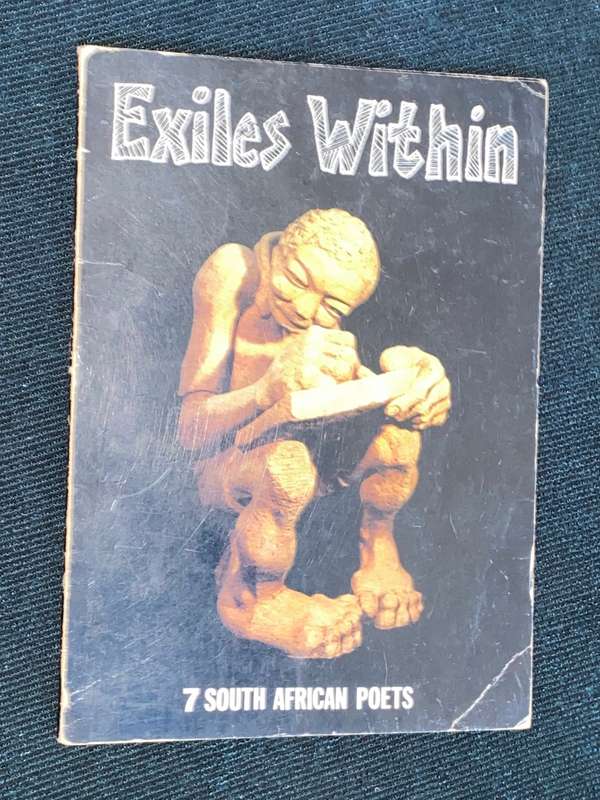 Exiles Within
7 SOUTH AFRICAN POETS